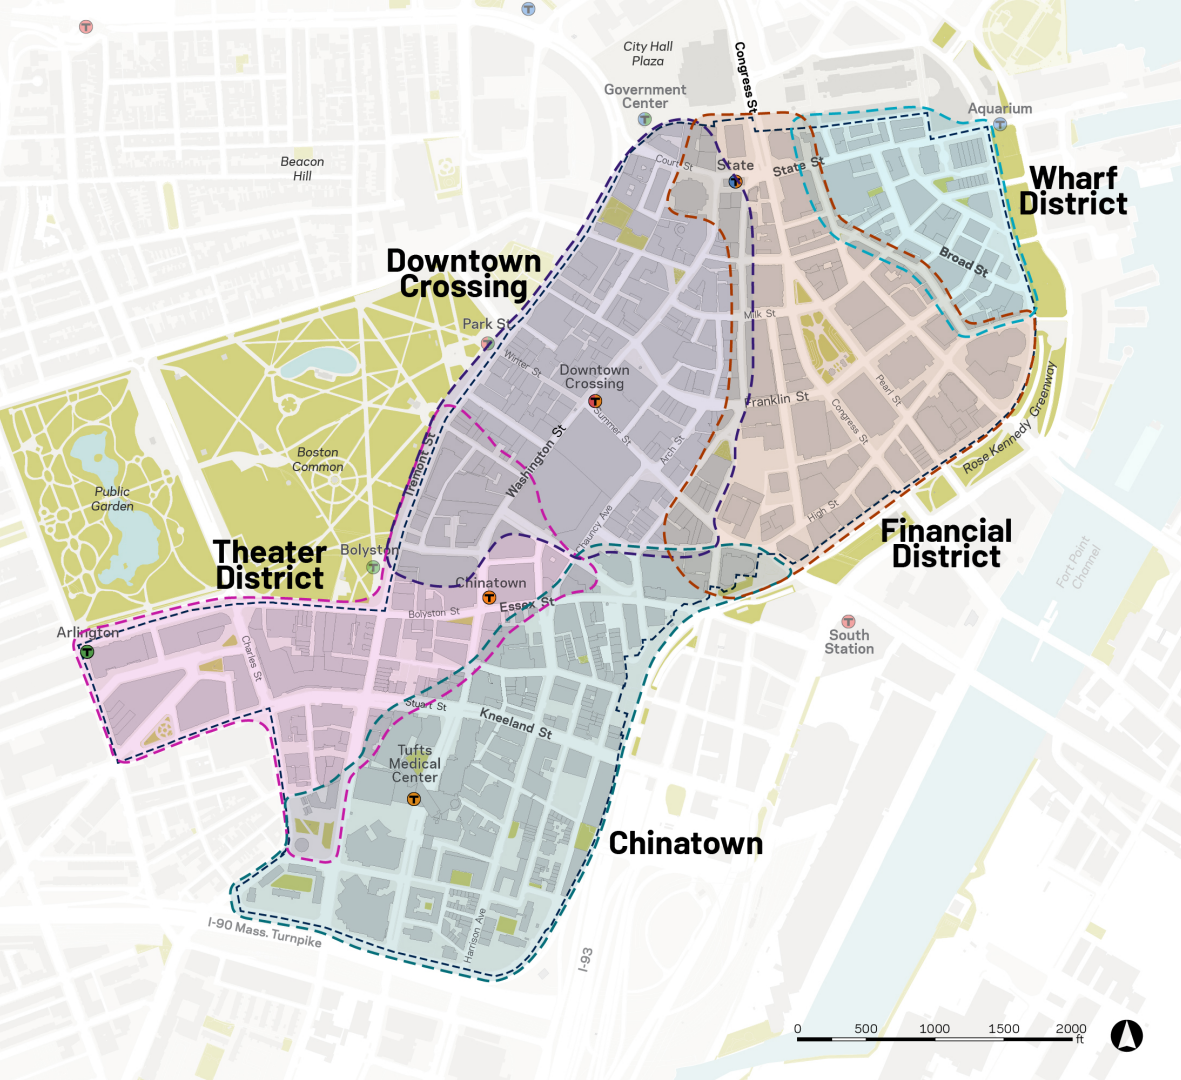 City Hall
Plaza
Congress St
Government
Center
Aquarium
Beacon
Hill
Court St
State
State St
Wharf
District
Downtown
Crossing
Broad St
Park St
Winter St
Milk St
Downtown
Crossing
Franklin St
Pearl St
Congress St
Summer St
Arch St
Washington St
Tremont St
Rose Kennedy Greenway
Boston
Common
Public
Garden
High St
Chauncy Ave
Financial
District
Fort Point
Channel
Theater
District
Bolyston
Chinatown
Essex St
Bolyston St
Arlington
Charles St
South
Station
Stuart St
Kneeland St
Tufts
Medical
Center
Chinatown
Harrison Ave
I-90 Mass. Turnpike
I-93
0 500 1000 1500 2000
ft
T
T
T
T
T
T
T
T
T
T
T
T